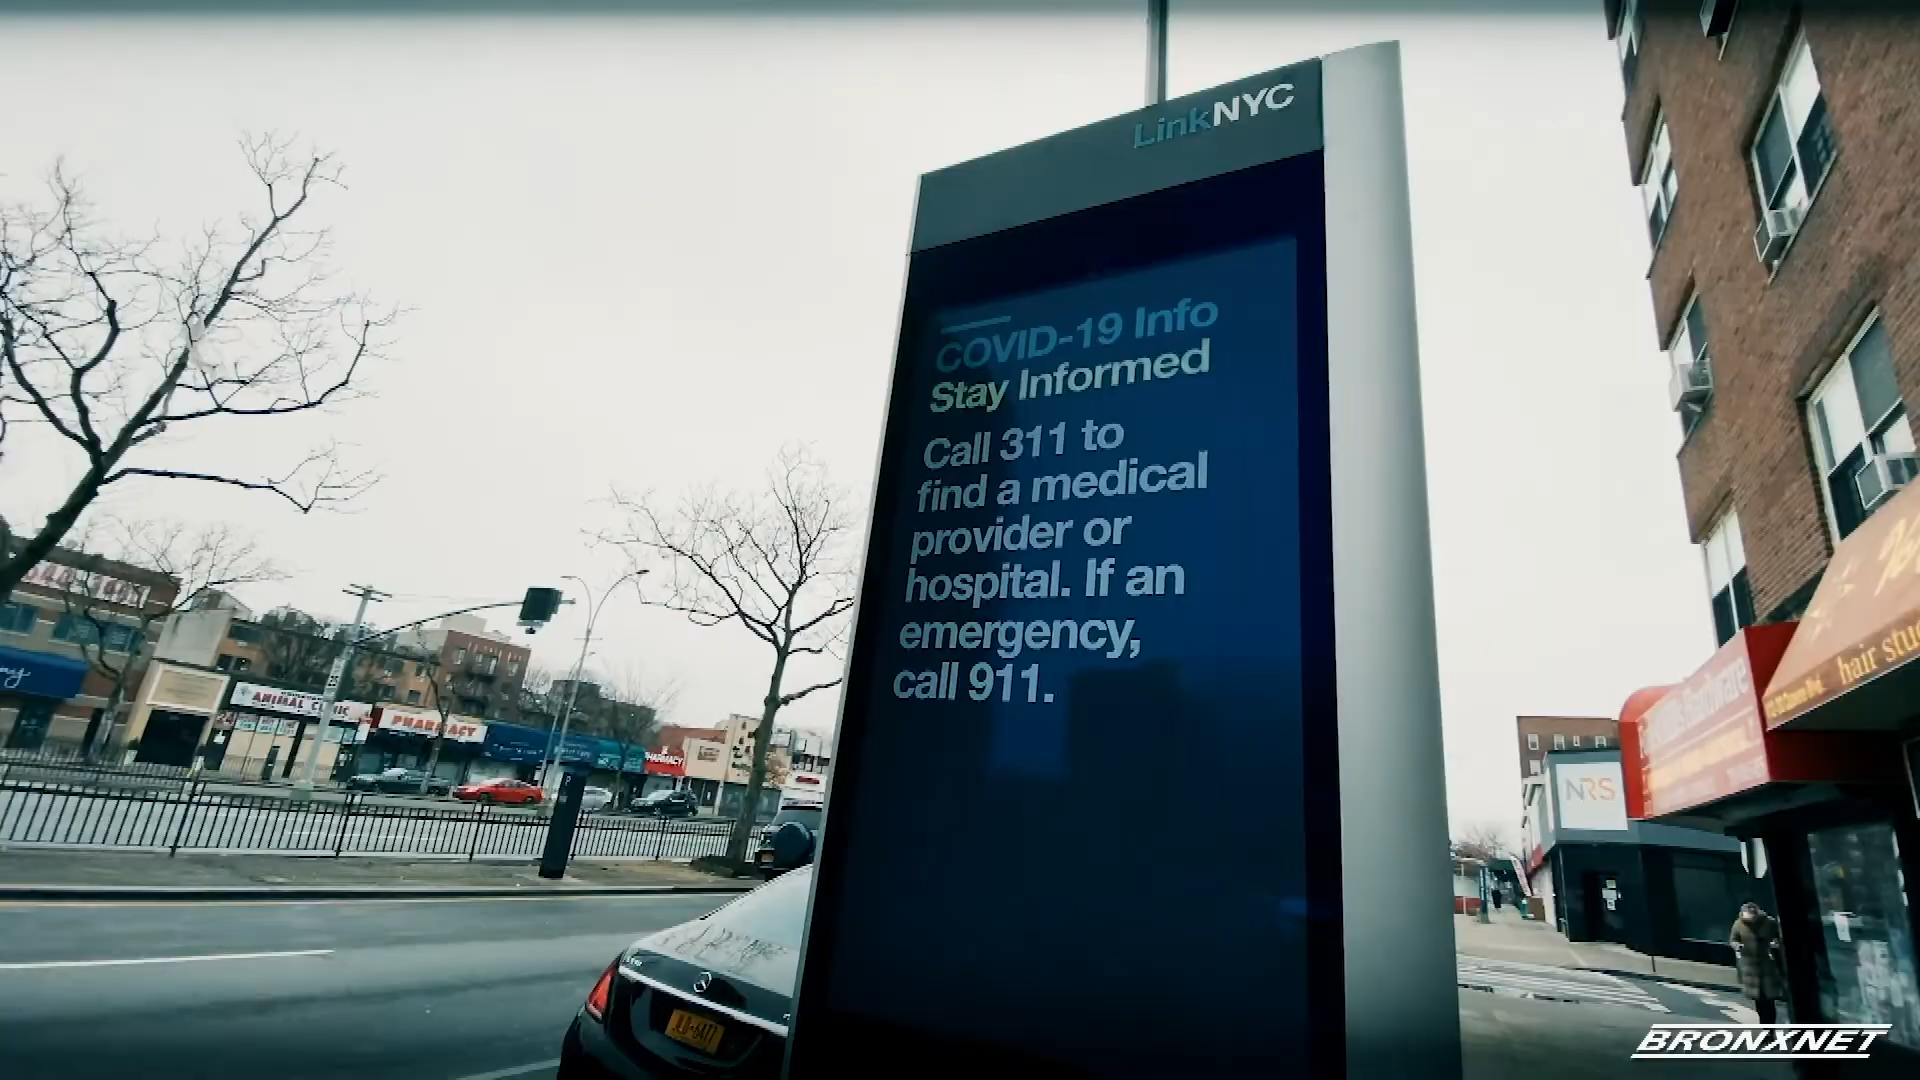 LinkNYC
COVID-19 Info
Stay Informed
Call 311 to
find a medical
provider or
hospital. If an
emergency,
call 911.
ANIMAL CLINIC
PHARMACY
PHARMACY
NRS
hair stu
BRONXNET